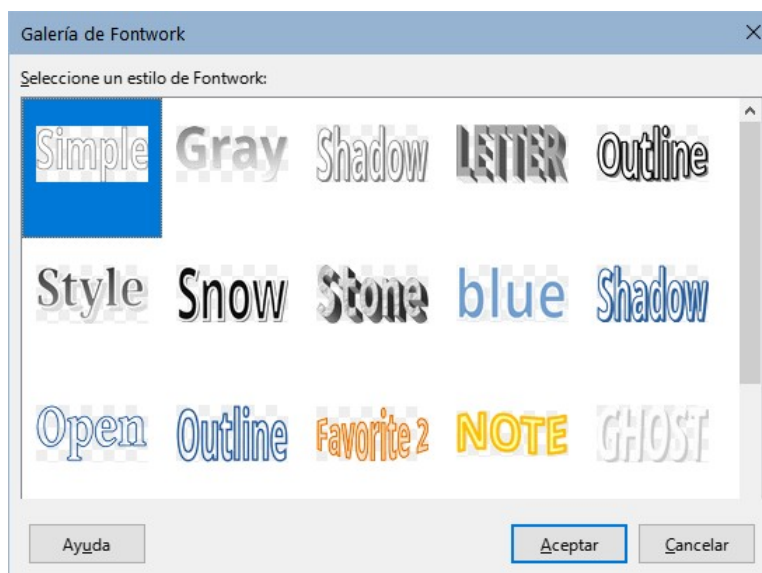 Galería de Fontwork
Seleccione un estilo de Fontwork:
Simple Gray Shadow LETTER Outline
Style Snow Stone blue Shadow
Open Outline Favorite 2 NOTE GHOST
Ayuda Aceptar Cancelar